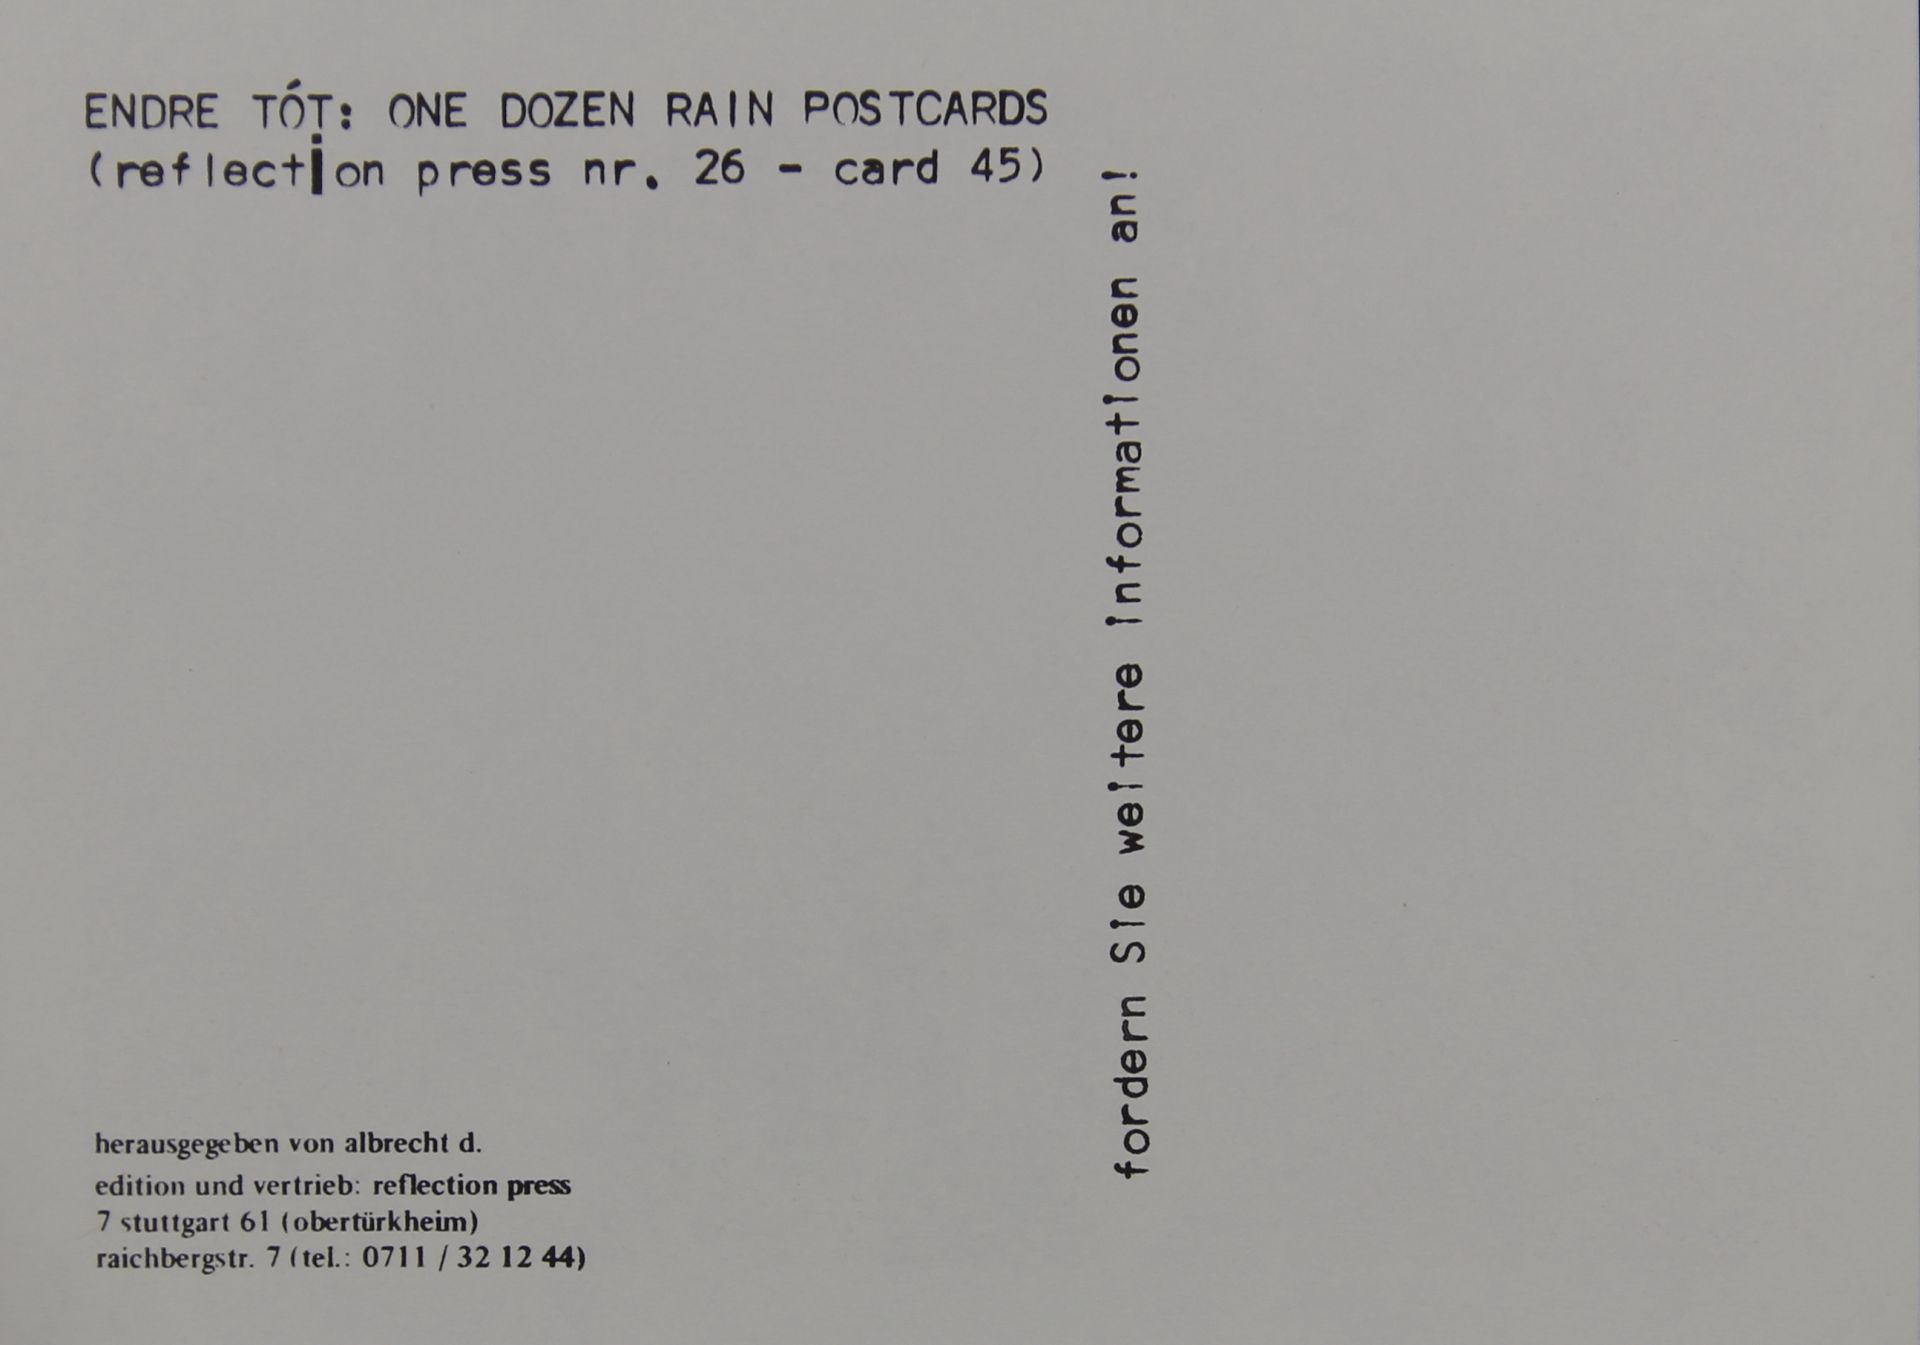 ENDRE TÓT: ONE DOZEN RAIN POSTCARDS
(reflection press nr. 26 - card 45)
fordern Sie weitere informationen an!
herausgegeben von albrecht d.
edition und vertrieb: reflection press
7 stuttgart 61 (obertürkheim)
raichbergstr. 7 (tel.: 0711 / 32 12 44)